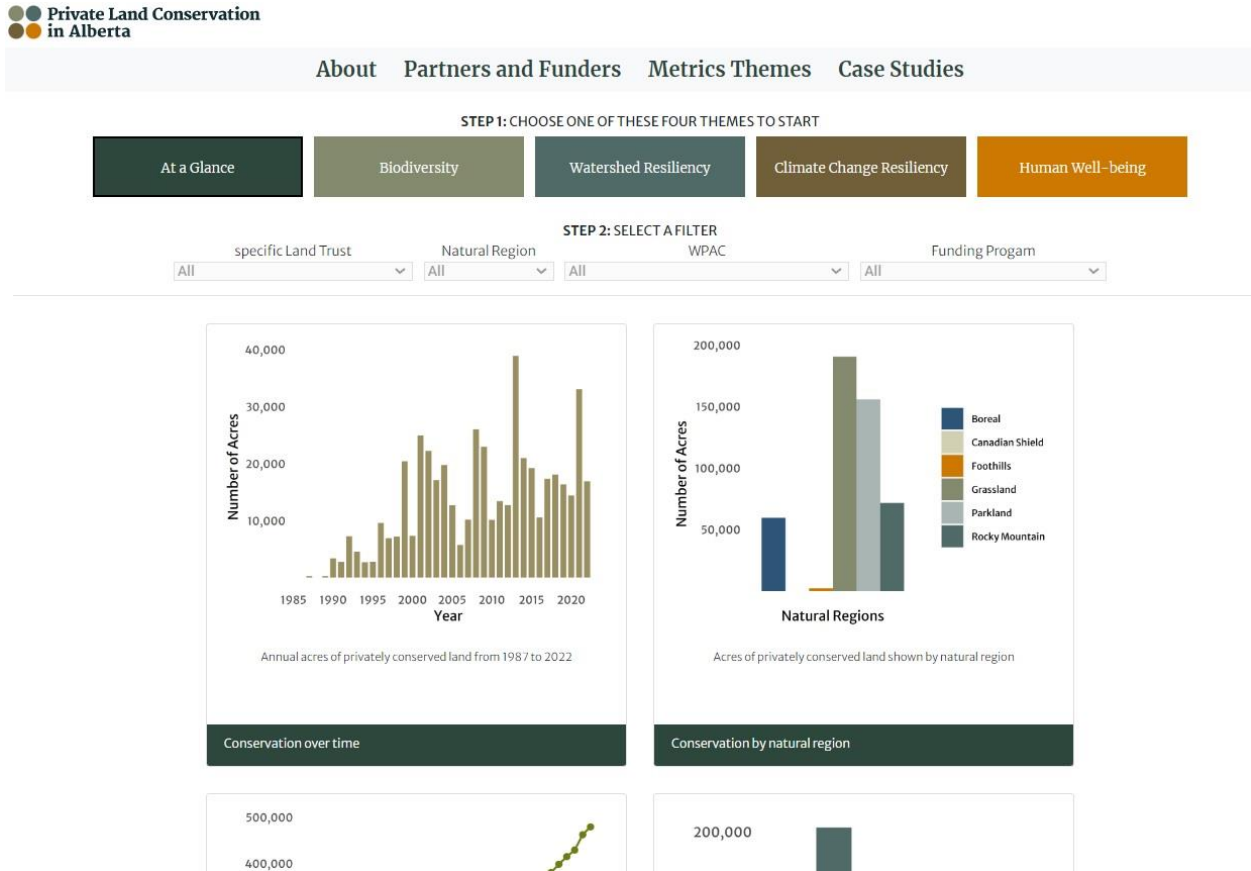 Private Land Conservation
in Alberta
About Partners and Funders Metrics Themes Case Studies
STEP 1: CHOOSE ONE OF THESE FOUR THEMES TO START
At a Glance Biodiversity Watershed Resiliency Climate Change Resiliency Human Well-being
STEP 2: SELECT A FILTER
specific Land Trust Natural Region WPAC Funding Progam
All All All All
40,000
30,000
20,000
10,000
Number of Acres
1985 1990 1995 2000 2005 2010 2015 2020
Year
Annual acres of privately conserved land from 1987 to 2022
Conservation over time
200,000
150,000
100,000
50,000
Number of Acres
Boreal
Canadian Shield
Foothills
Grassland
Parkland
Rocky Mountain
Natural Regions
Acres of privately conserved land shown by natural region
Conservation by natural region
500,000
400,000
200,000